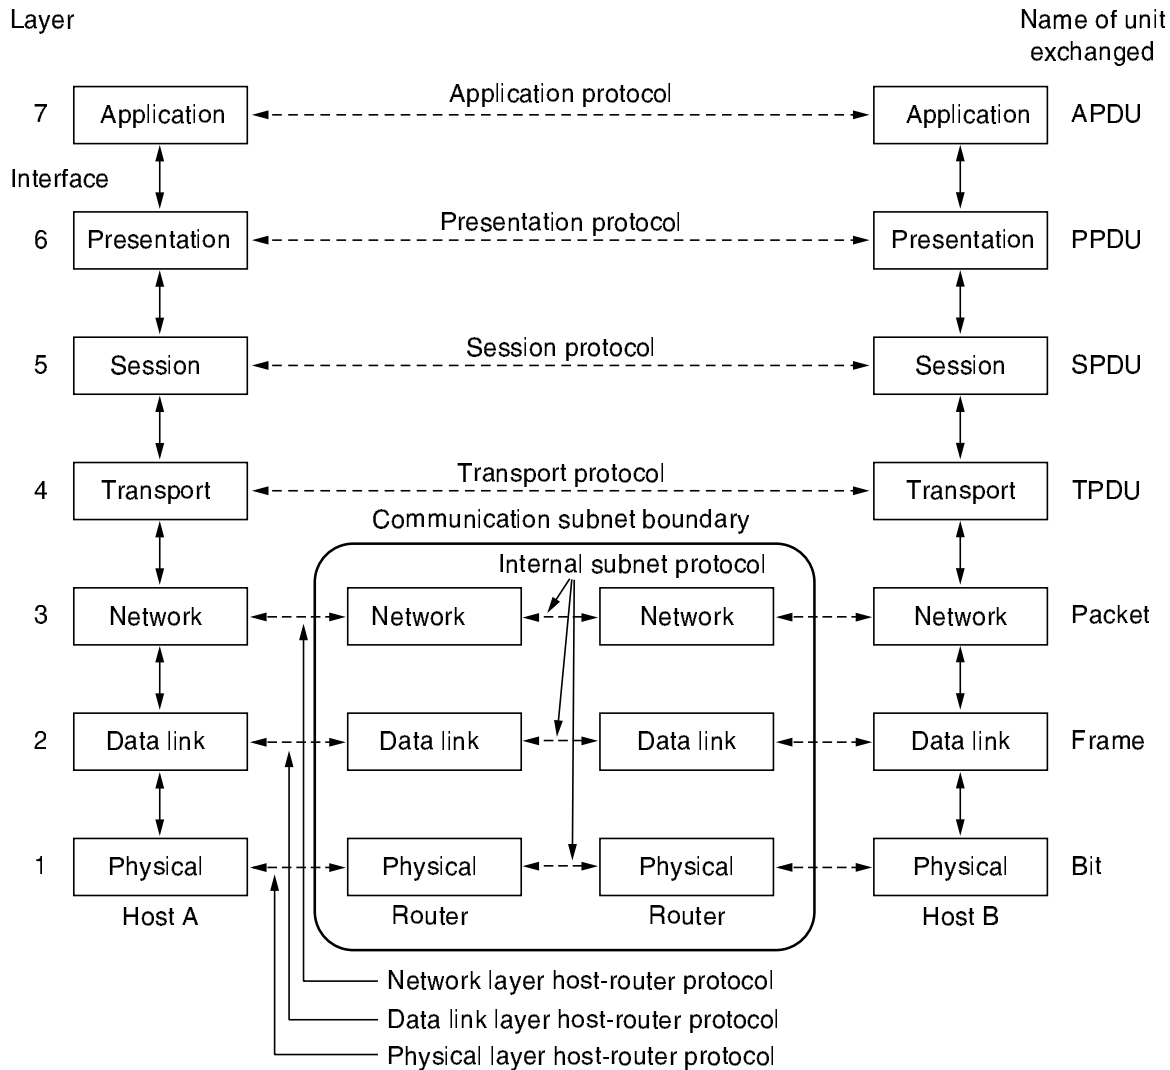 Layer
Name of unit
exchanged
Application protocol
7 Application Application APDU
Interface
Presentation protocol
6 Presentation Presentation PPDU
Session protocol
5 Session Session SPDU
Transport protocol
4 Transport Transport TPDU
Communication subnet boundary
Internal subnet protocol
3 Network Network Network Network Packet
2 Data link Data link Data link Data link Frame
1 Physical Physical Physical Physical Bit
Host A Router Router Host B
Network layer host-router protocol
Data link layer host-router protocol
Physical layer host-router protocol